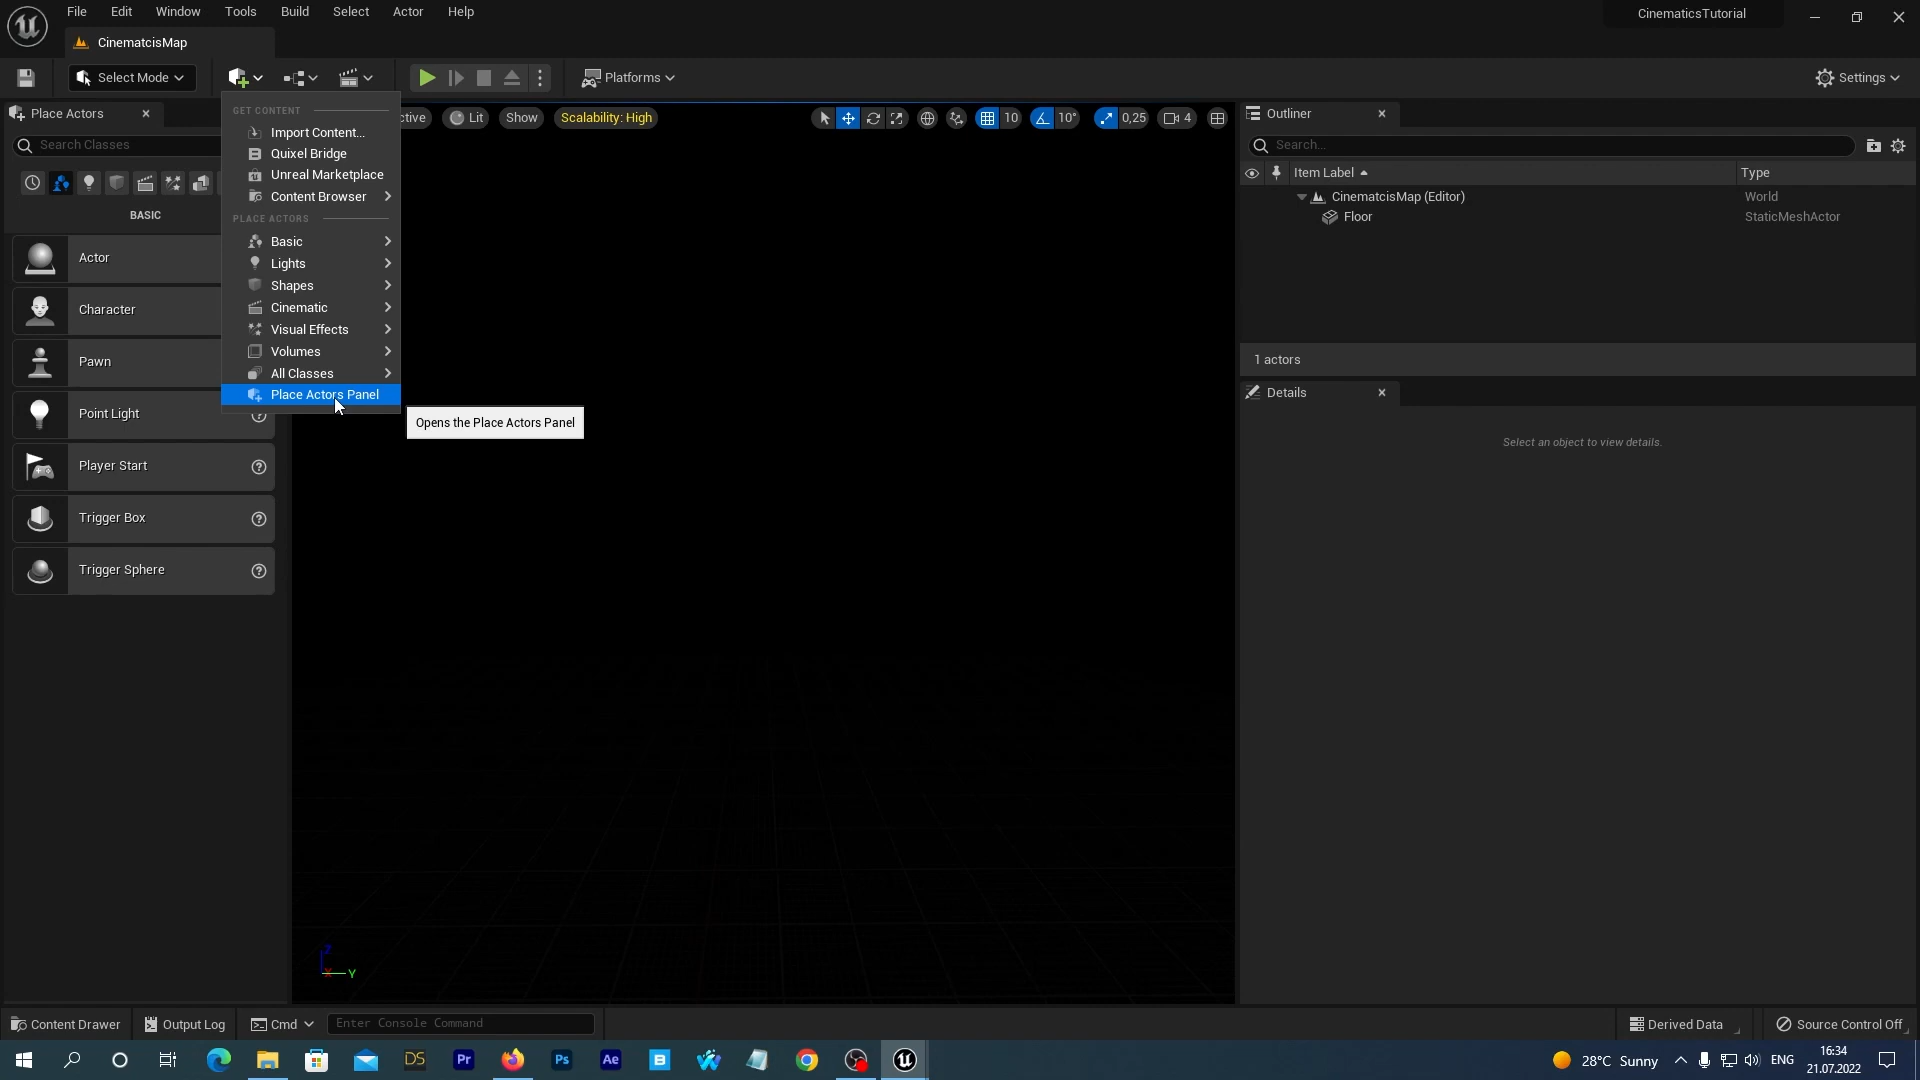 File Edit Window Tools Build Select Actor Help
CinematicsTutorial
CinematcisMap
Select Mode
Platforms
Settings
Place Actors
Search Classes
BASIC
Actor
Character
Pawn
Point Light
Player Start
Trigger Box
Trigger Sphere
GET CONTENT
Import Content...
Quixel Bridge
Unreal Marketplace
Content Browser
PLACE ACTORS
Basic
Lights
Shapes
Cinematic
Visual Effects
Volumes
All Classes
Place Actors Panel
Opens the Place Actors Panel
ctive Lit Show Scalability: High 10 10° 0,25 4
Z
X Y
Outliner
Search...
Item Label Type
CinematcisMap (Editor) World
Floor StaticMeshActor
1 actors
Details
Select an object to view details.
Content Drawer Output Log Cmd Enter Console Command Derived Data Source Control Off
DS Pr Ps Ae 28°C Sunny ENG 16:34
21.07.2022